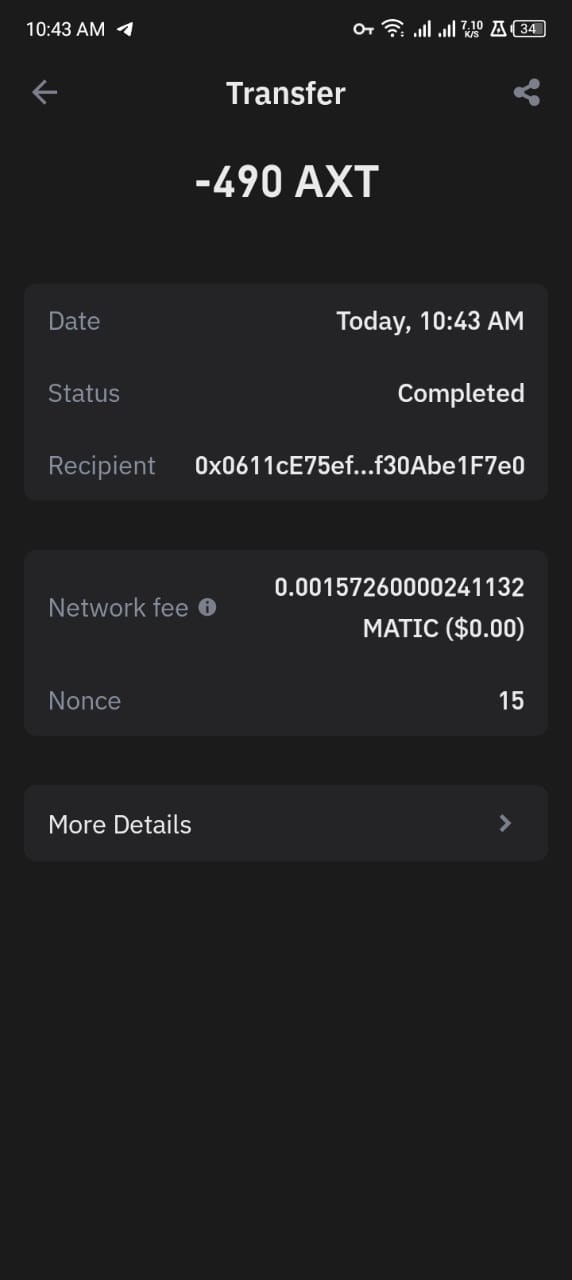 10:43 AM
7.10
K/S
34
Transfer
-490 AXT
Date
Today, 10:43 AM
Status
Completed
Recipient
0x0611cE75ef...f30Abe1F7e0
Network fee
0.00157260000241132
MATIC ($0.00)
Nonce
15
More Details